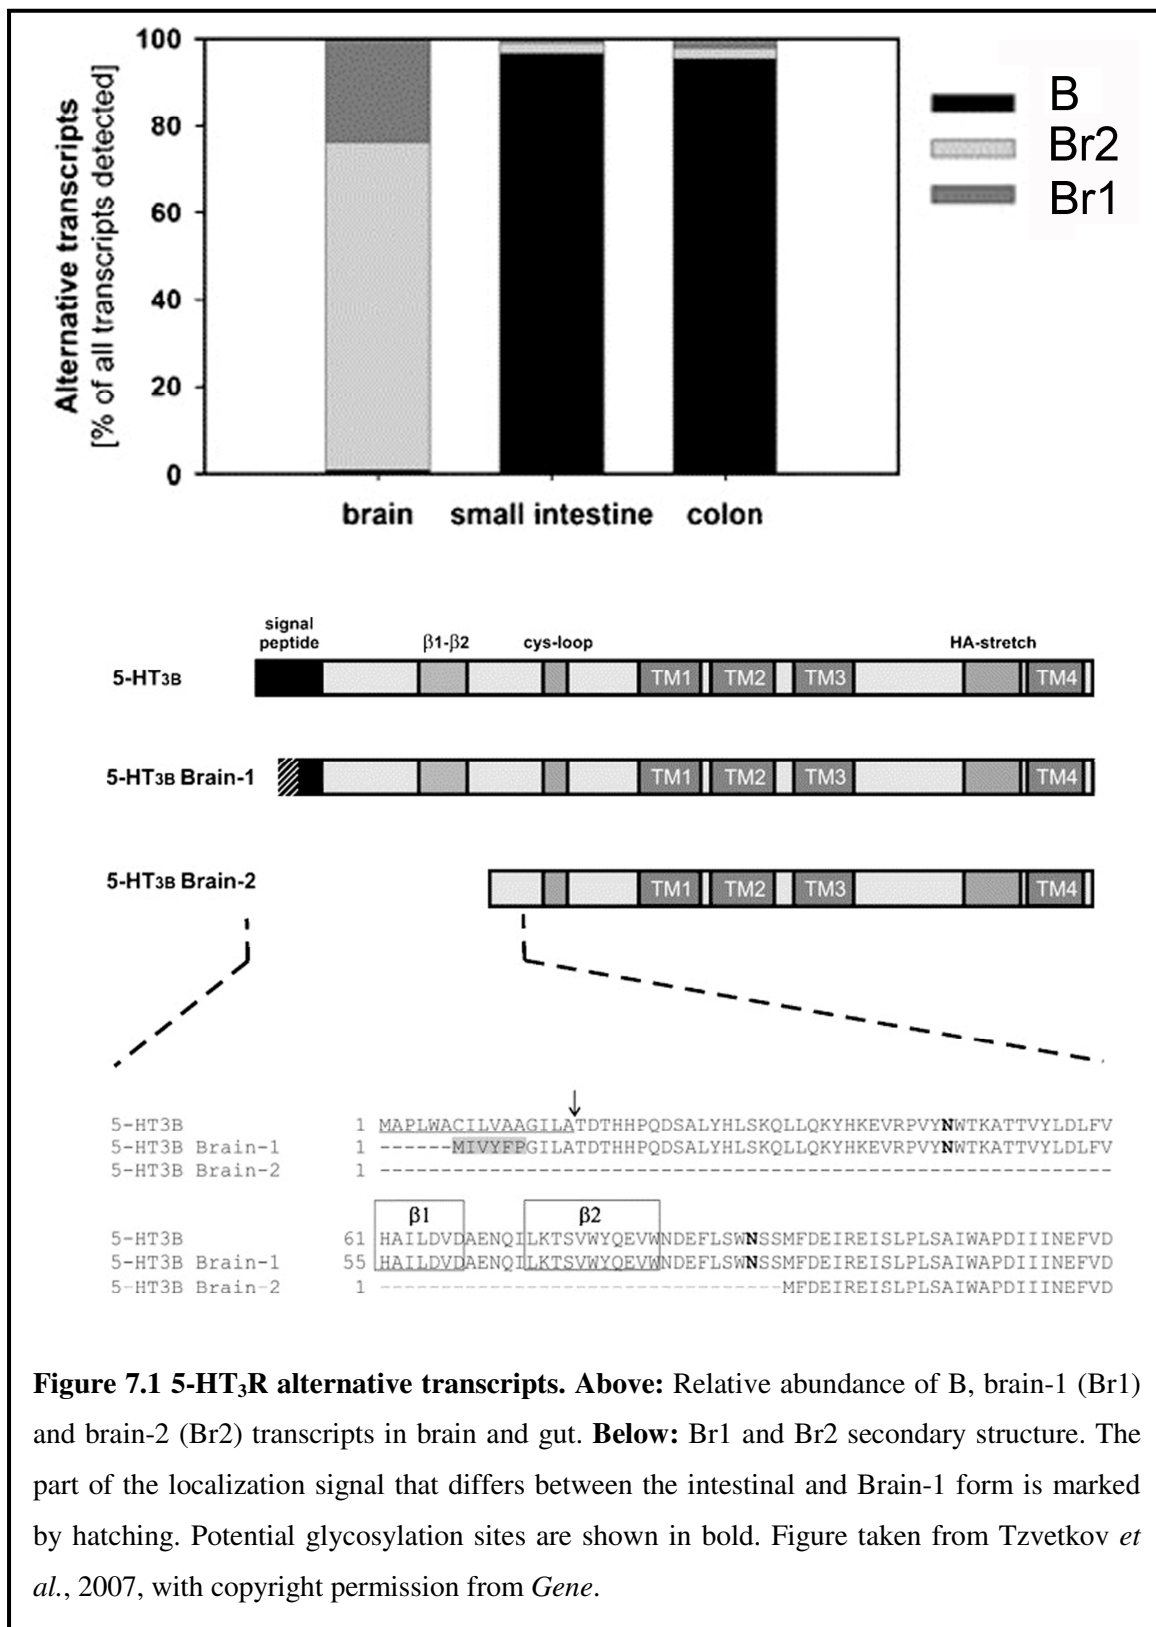 100
80
60
40
20
0
Alternative transcripts
[% of all transcripts detected]
brain small intestine colon
B
Br2
Br1
signal
peptide
β1-β2
cys-loop
HA-stretch
5-HT3B
TM1 TM2 TM3 TM4
5-HT3B Brain-1
TM1 TM2 TM3 TM4
5-HT3B Brain-2
TM1 TM2 TM3 TM4
5-HT3B 1 MAPLWACILVAAGILATDTHHPQDSALYHLSKQLLQKYHKEVRPVYNWTKATTVYLDLFV
5-HT3B Brain-1 1 ------MIVYFPGILATDTHHPQDSALYHLSKQLLQKYHKEVRPVYNWTKATTVYLDLFV
5-HT3B Brain-2 1 ------------------------------------------------------------
β1 β2
5-HT3B 61 HAILDVDAENQILKTSVWYQEVWNDEFLSWNSSMFDEIREISLPLSAIWAPDIIINEFVD
5-HT3B Brain-1 55 HAILDVDAENQILKTSVWYQEVWNDEFLSWNSSMFDEIREISLPLSAIWAPDIIINEFVD
5-HT3B Brain-2 1 ---------------------------------MFDEIREISLPLSAIWAPDIIINEFVD
Figure 7.1 5-HT₃R alternative transcripts. Above: Relative abundance of B, brain-1 (Br1)
and brain-2 (Br2) transcripts in brain and gut. Below: Br1 and Br2 secondary structure. The
part of the localization signal that differs between the intestinal and Brain-1 form is marked
by hatching. Potential glycosylation sites are shown in bold. Figure taken from Tzvetkov et
al., 2007, with copyright permission from Gene.